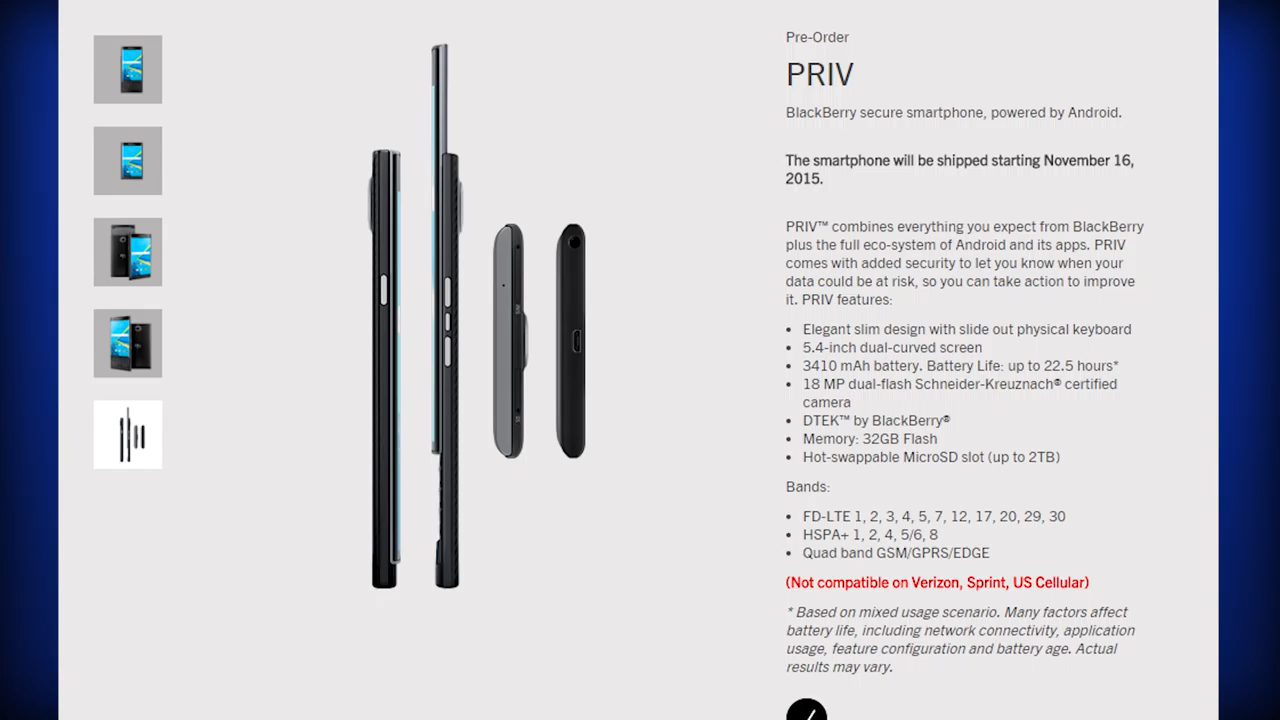 Pre-Order
PRIV
BlackBerry secure smartphone, powered by Android.
The smartphone will be shipped starting November 16,
2015.
PRIV™ combines everything you expect from BlackBerry
plus the full eco-system of Android and its apps. PRIV
comes with added security to let you know when your
data could be at risk, so you can take action to improve
it. PRIV features:
• Elegant slim design with slide out physical keyboard
• 5.4-inch dual-curved screen
• 3410 mAh battery. Battery Life: up to 22.5 hours*
• 18 MP dual-flash Schneider-Kreuznach® certified
camera
• DTEK™ by BlackBerry®
• Memory: 32GB Flash
• Hot-swappable MicroSD slot (up to 2TB)
Bands:
• FD-LTE 1, 2, 3, 4, 5, 7, 12, 17, 20, 29, 30
• HSPA+ 1, 2, 4, 5/6, 8
• Quad band GSM/GPRS/EDGE
(Not compatible on Verizon, Sprint, US Cellular)
* Based on mixed usage scenario. Many factors affect
battery life, including network connectivity, application
usage, feature configuration and battery age. Actual
results may vary.